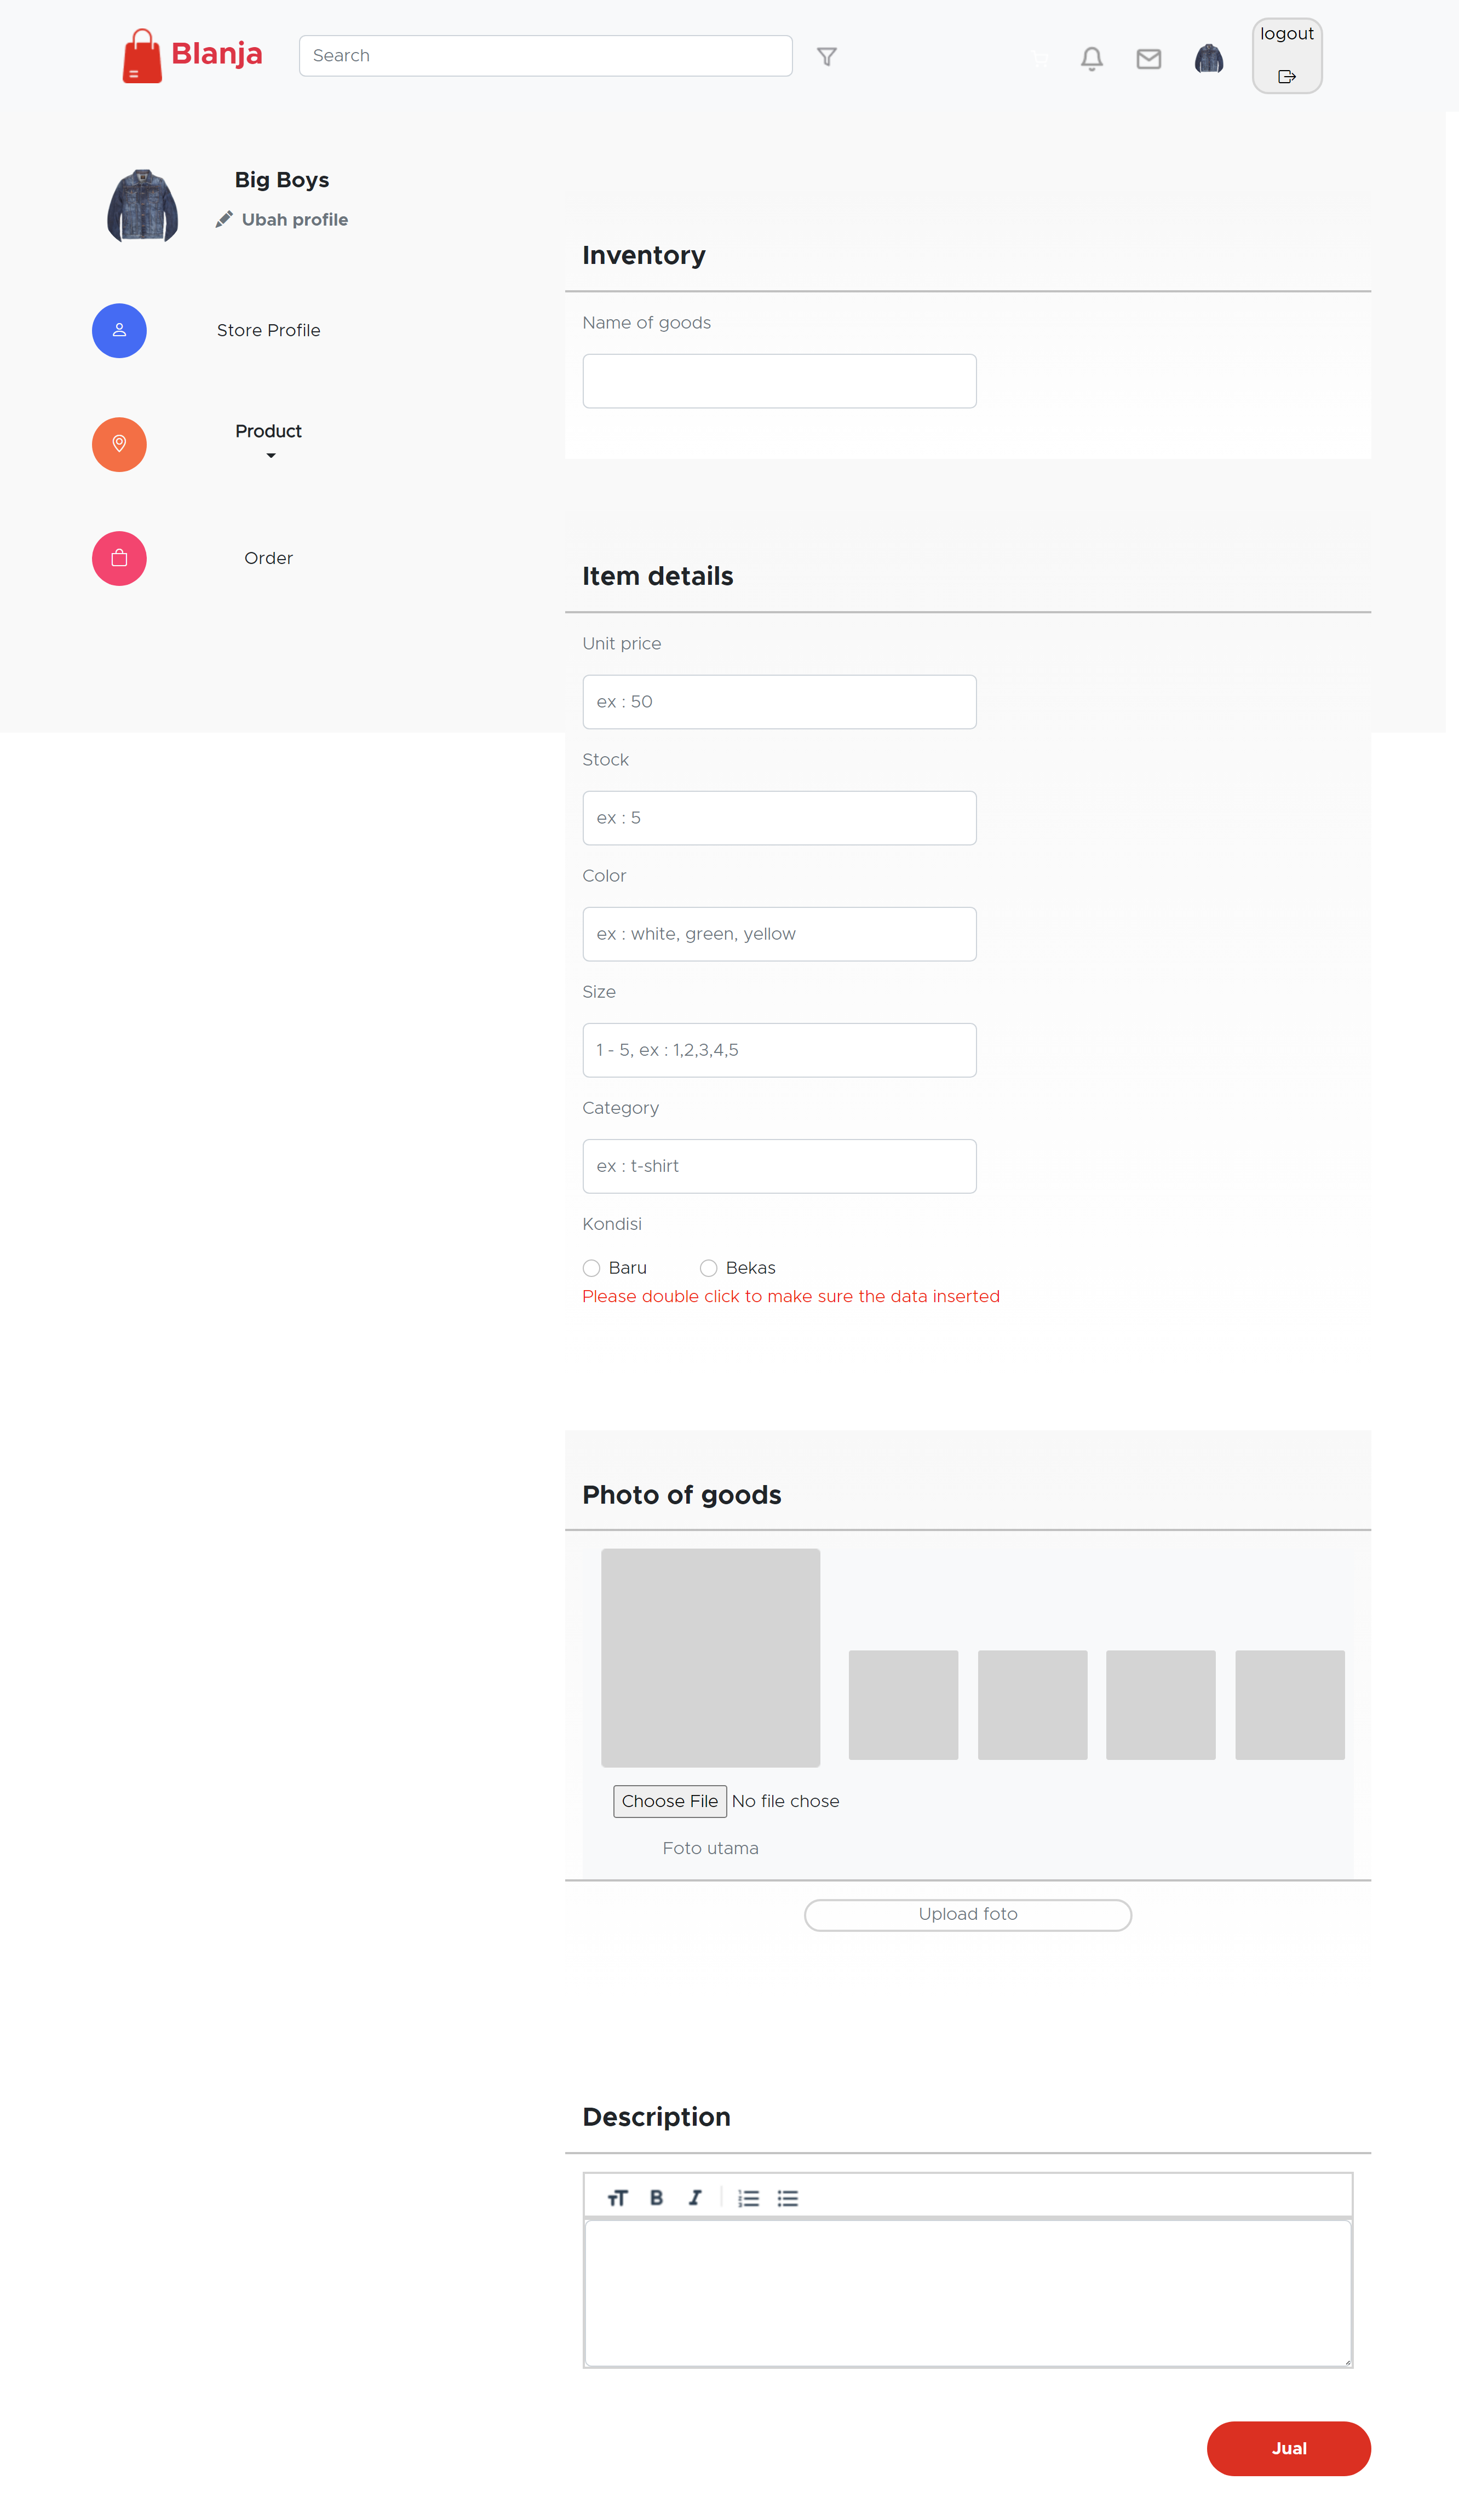 Blanja
Search
logout
Big Boys
Ubah profile
Store Profile
Product
Order
Inventory
Name of goods
Item details
Unit price
ex : 50
Stock
ex : 5
Color
ex : white, green, yellow
Size
1 - 5, ex : 1,2,3,4,5
Category
ex : t-shirt
Kondisi
Baru
Bekas
Please double click to make sure the data inserted
Photo of goods
Choose File No file chose
Foto utama
Upload foto
Description
Jual